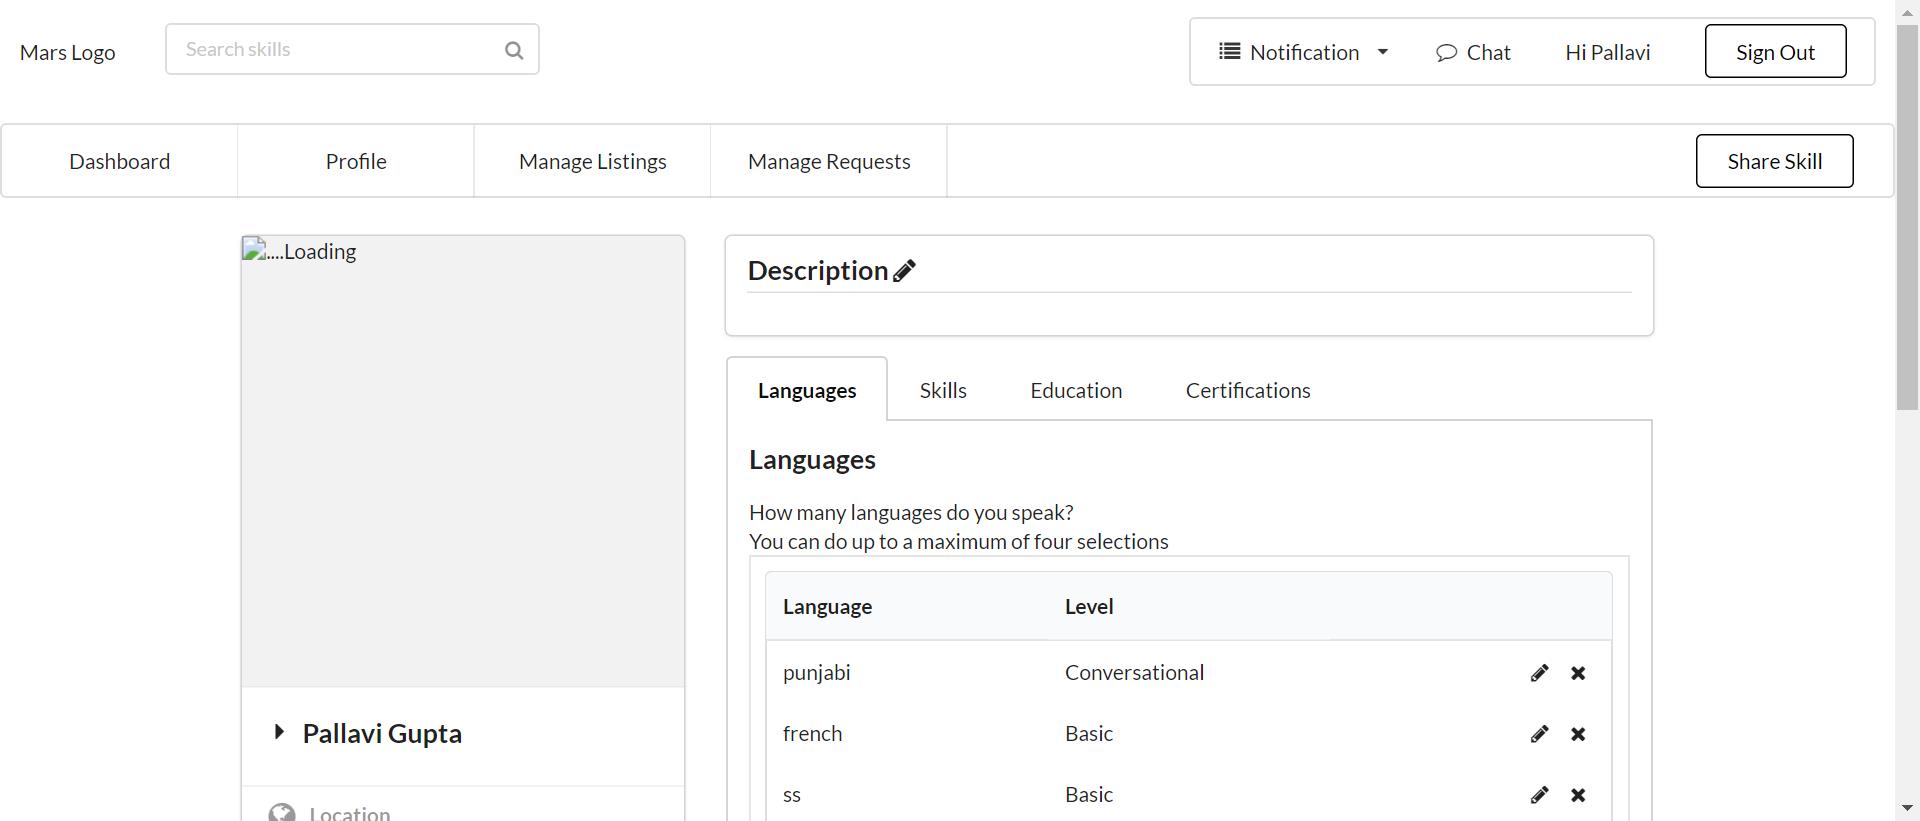 Mars Logo
Search skills
Notification
Chat
Hi Pallavi
Sign Out
Dashboard
Profile
Manage Listings
Manage Requests
Share Skill
....Loading
Pallavi Gupta
Location
Description
Languages
Skills
Education
Certifications
Languages
How many languages do you speak?
You can do up to a maximum of four selections
Language Level
punjabi Conversational
french Basic
ss Basic